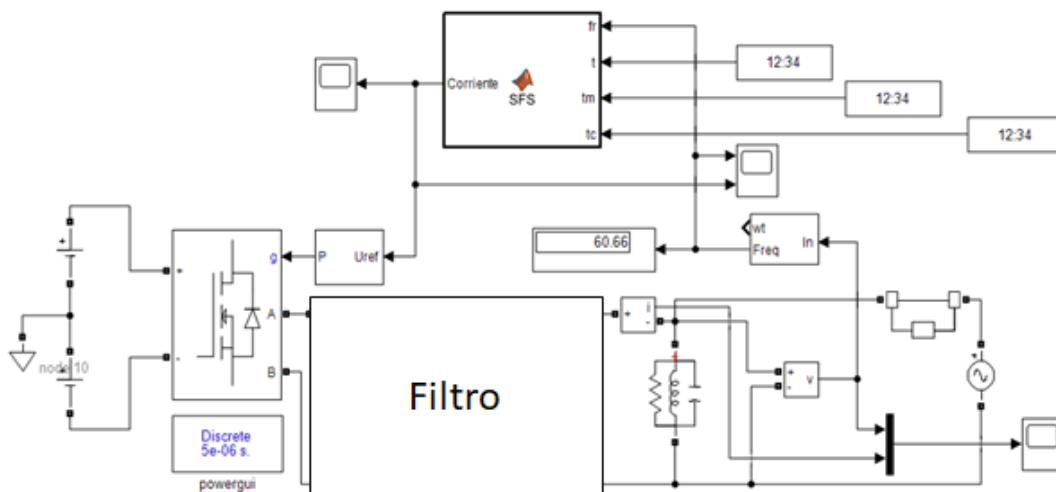 fr
t
12:34
Corriente
SFS
tm
12:34
tc
12:34
+
60.66
wt
Freq
In
g
P
Uref
+
A
+
i
-
-
node 10
B
+
-
v
Filtro
Discrete
5e-06 s.
powergui